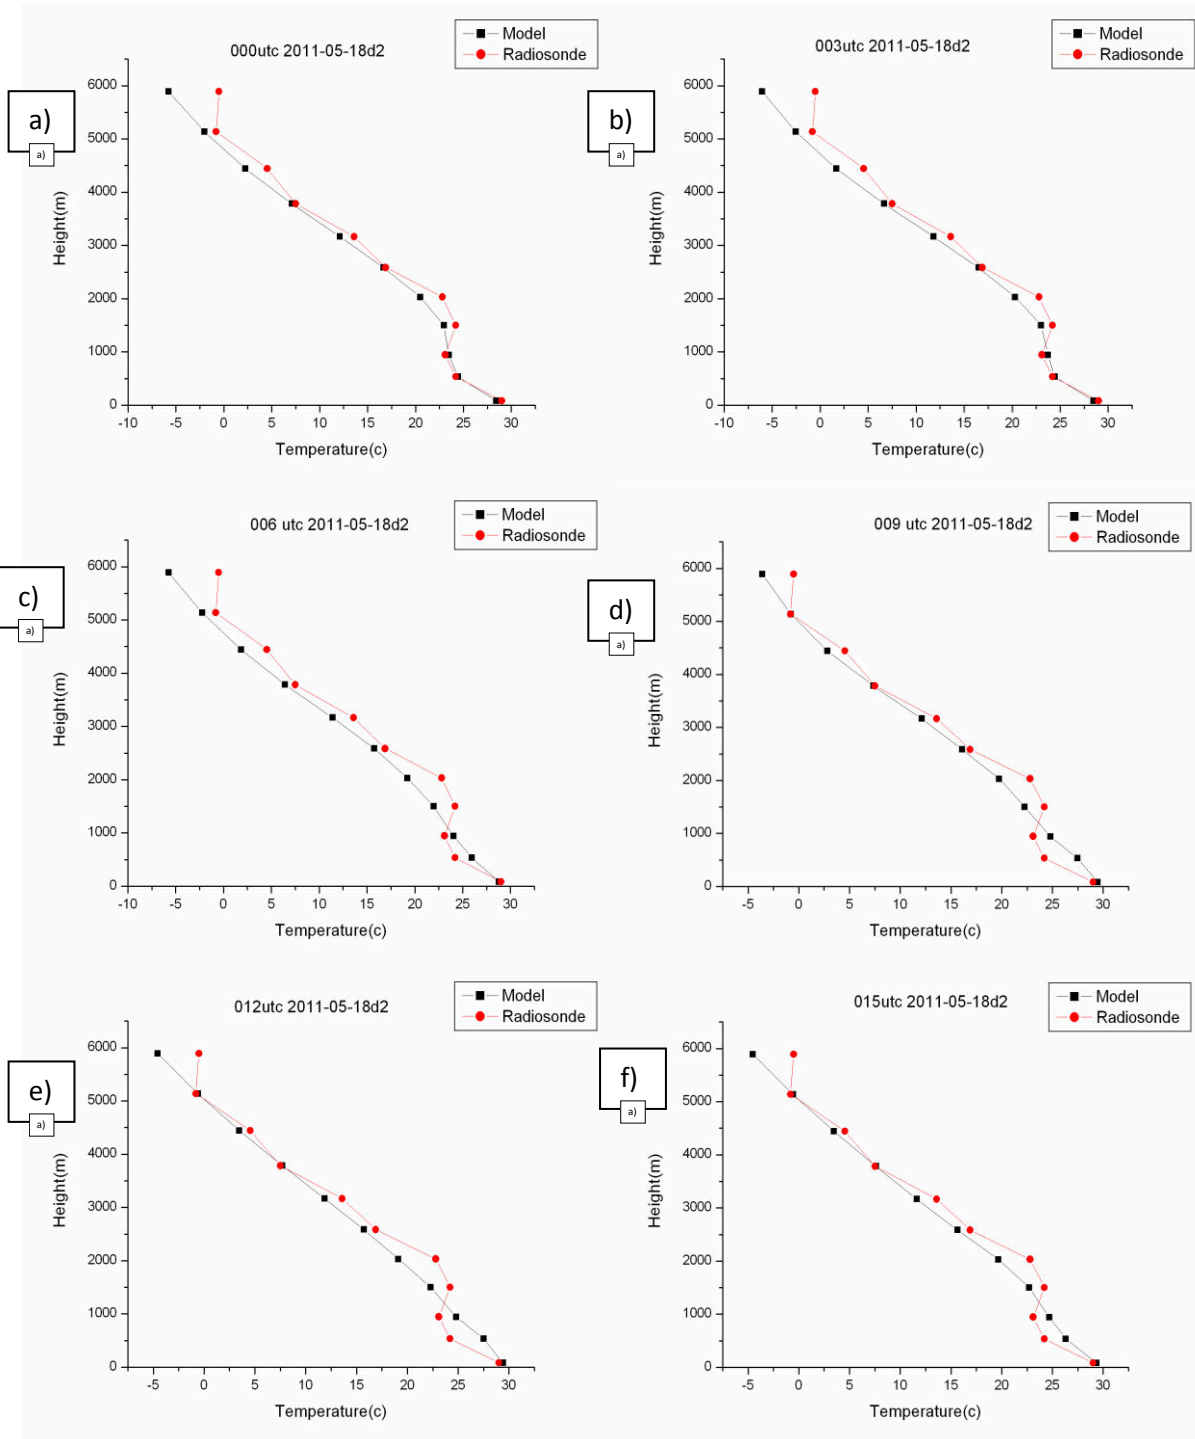 Model
Radiosonde
000utc 2011-05-18d2
a)
a)
6000
5000
4000
3000
2000
1000
0
Height(m)
-10 -5 0 5 10 15 20 25 30
Temperature(c)
Model
Radiosonde
003utc 2011-05-18d2
b)
a)
6000
5000
4000
3000
2000
1000
0
Height(m)
-10 -5 0 5 10 15 20 25 30
Temperature(c)
Model
Radiosonde
006 utc 2011-05-18d2
c)
a)
6000
5000
4000
3000
2000
1000
0
Height(m)
-10 -5 0 5 10 15 20 25 30
Temperature(c)
Model
Radiosonde
009 utc 2011-05-18d2
d)
a)
6000
5000
4000
3000
2000
1000
0
Height(m)
-5 0 5 10 15 20 25 30
Temperature(c)
Model
Radiosonde
012utc 2011-05-18d2
e)
a)
6000
5000
4000
3000
2000
1000
0
Height(m)
-5 0 5 10 15 20 25 30
Temperature(c)
Model
Radiosonde
015utc 2011-05-18d2
f)
a)
6000
5000
4000
3000
2000
1000
0
Height(m)
-5 0 5 10 15 20 25 30
Temperature(c)